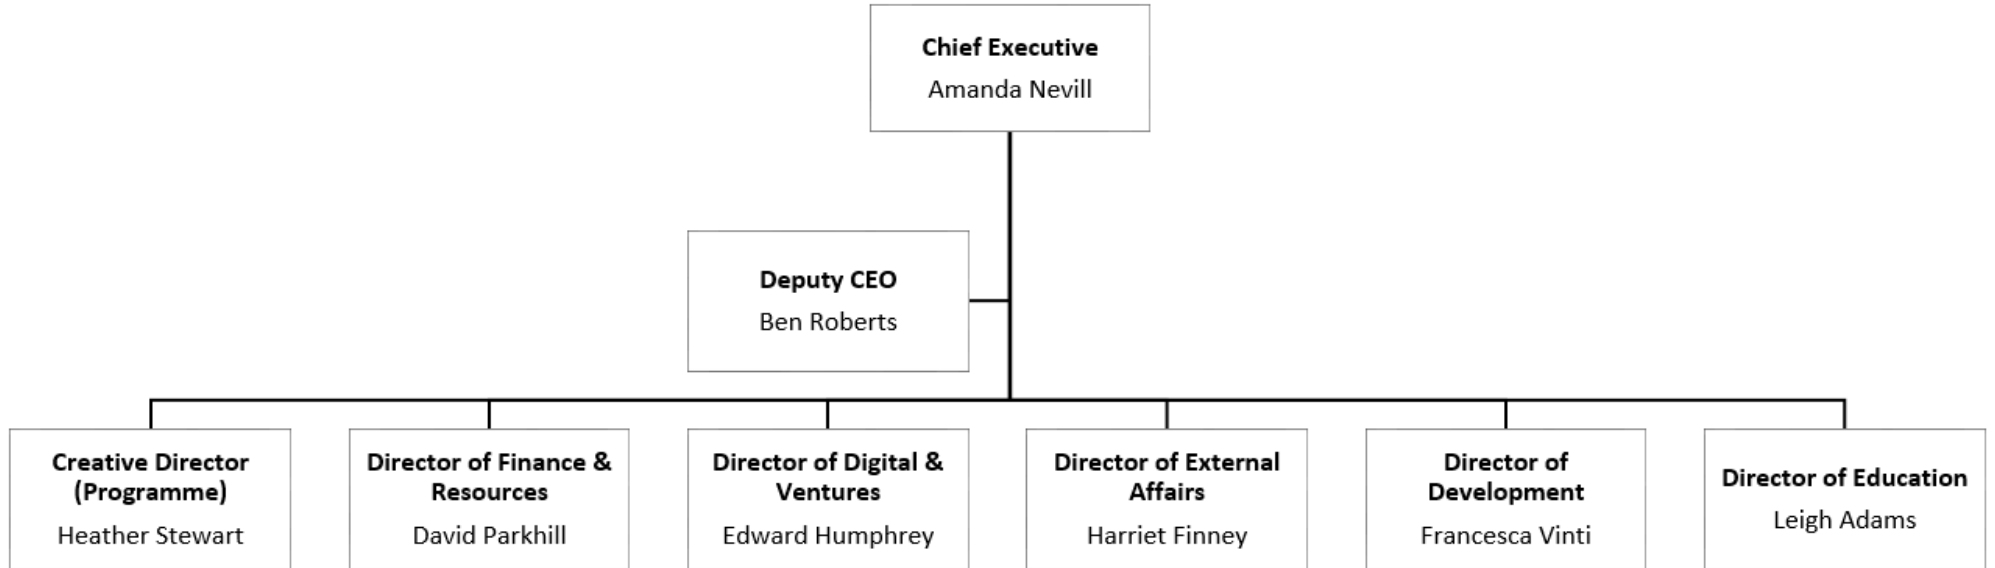 Chief Executive
Amanda Nevill
Deputy CEO
Ben Roberts
Creative Director
(Programme)
Heather Stewart
Director of Finance &
Resources
David Parkhill
Director of Digital &
Ventures
Edward Humphrey
Director of External
Affairs
Harriet Finney
Director of
Development
Francesca Vinti
Director of Education
Leigh Adams